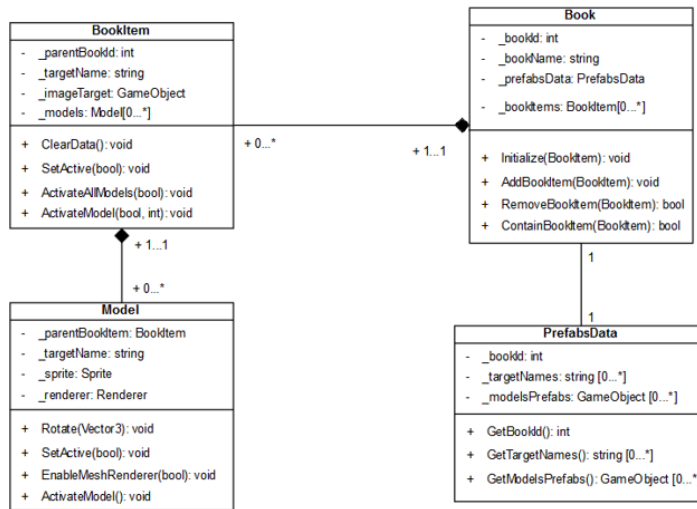 BookItem
- _parentBookId: int
- _targetName: string
- _imageTarget: GameObject
- _models: Model[0...*]
+ ClearData(): void
+ SetActive(bool): void
+ ActivateAllModels(bool): void
+ ActivateModel(bool, int): void
Book
- _bookId: int
- _bookName: string
- _prefabsData: PrefabsData
- _bookItems: BookItem[0...*]
+ Initialize(BookItem): void
+ AddBookItem(BookItem): void
+ RemoveBookItem(BookItem): bool
+ ContainBookItem(BookItem): bool
+ 0...*
+ 1...1
+ 1...1
+ 0...*
1
1
Model
- _parentBookItem: BookItem
- _targetName: string
- _sprite: Sprite
- _renderer: Renderer
+ Rotate(Vector3): void
+ SetActive(bool): void
+ EnableMeshRenderer(bool): void
+ ActivateModel(): void
PrefabsData
- _bookId: int
- _targetNames: string [0...*]
- _modelsPrefabs: GameObject [0...*]
+ GetBookId(): int
+ GetTargetNames(): string [0...*]
+ GetModelsPrefabs(): GameObject [0...*